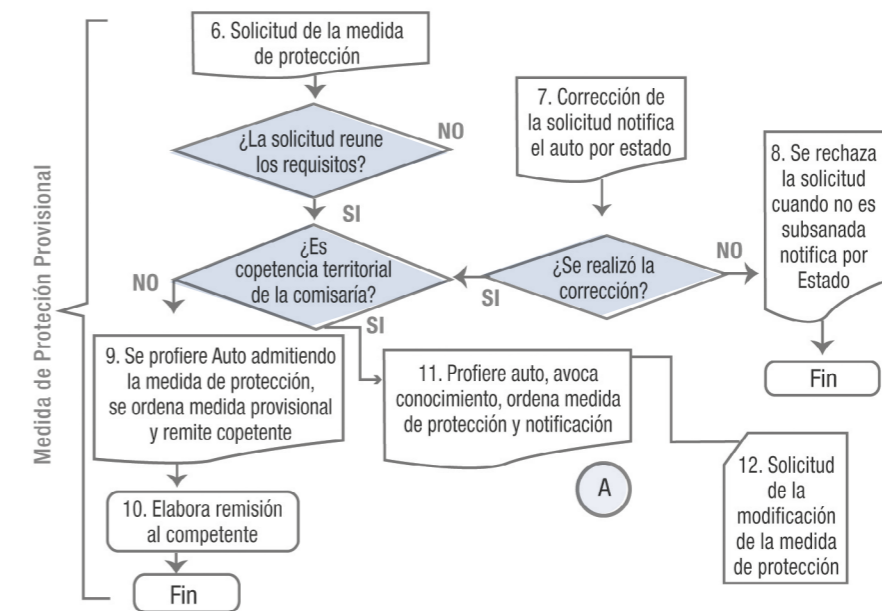 Medida de Proteción Provisional
6. Solicitud de la medida
de protección
¿La solicitud reune
los requisitos?
NO
SI
7. Corrección de
la solicitud notifica
el auto por estado
8. Se rechaza
la solicitud
cuando no es
subsanada
notifica por
Estado
¿Es
copetencia territorial
de la comisaría?
NO
SI
¿Se realizó la
corrección?
SI
NO
Fin
9. Se profiere Auto admitiendo
la medida de protección,
se ordena medida provisional
y remite copetente
11. Profiere auto, avoca
conocimiento, ordena medida
de protección y notificación
A
12. Solicitud
de la
modificación
de la medida
de protección
10. Elabora remisión
al competente
Fin